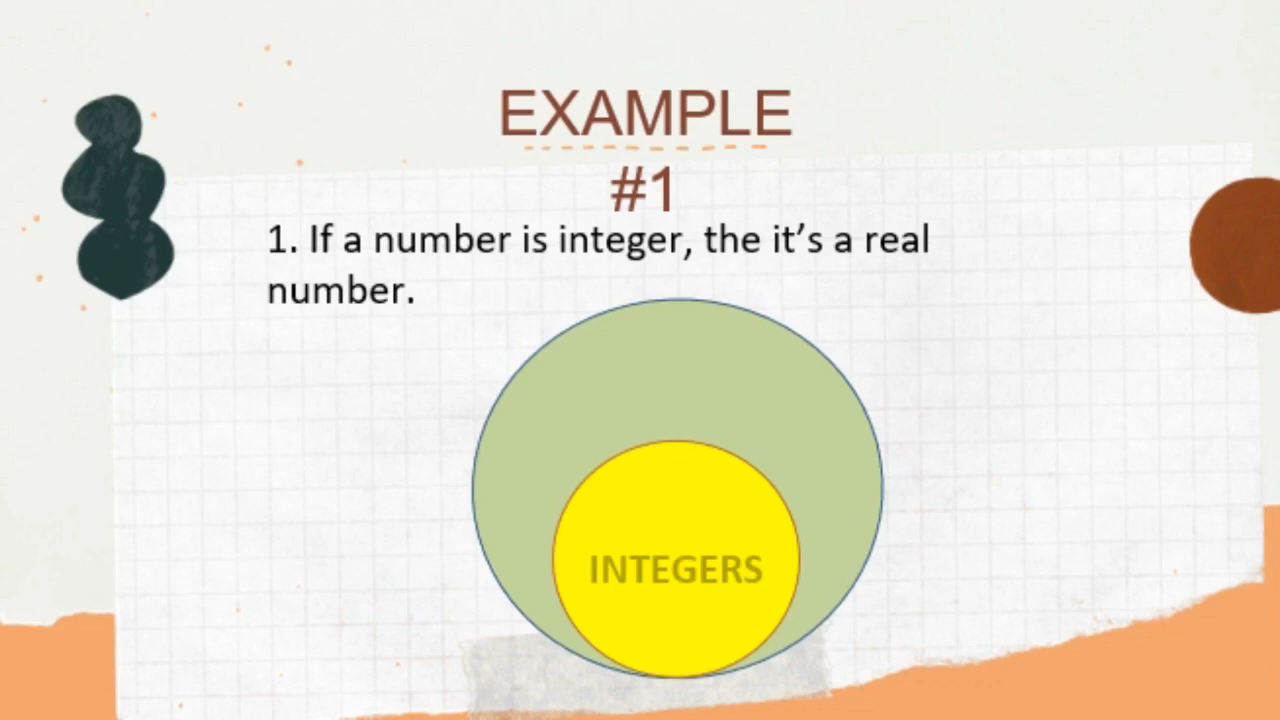 EXAMPLE
#1
1. If a number is integer, the it’s a real
number.
INTEGERS